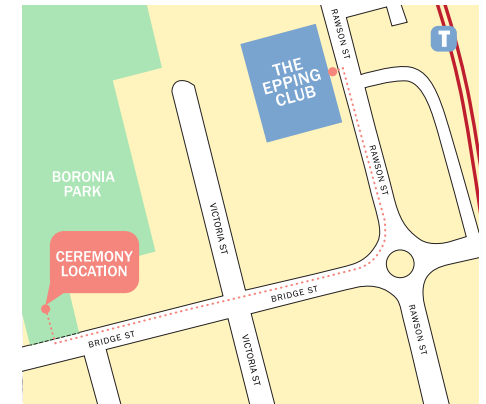 RAWSON ST
T
THE
EPPING
CLUB
RAWSON ST
BORONIA
PARK
VICTORIA ST
CEREMONY
LOCATION
BRIDGE ST
BRIDGE ST
RAWSON ST
VICTORIA ST